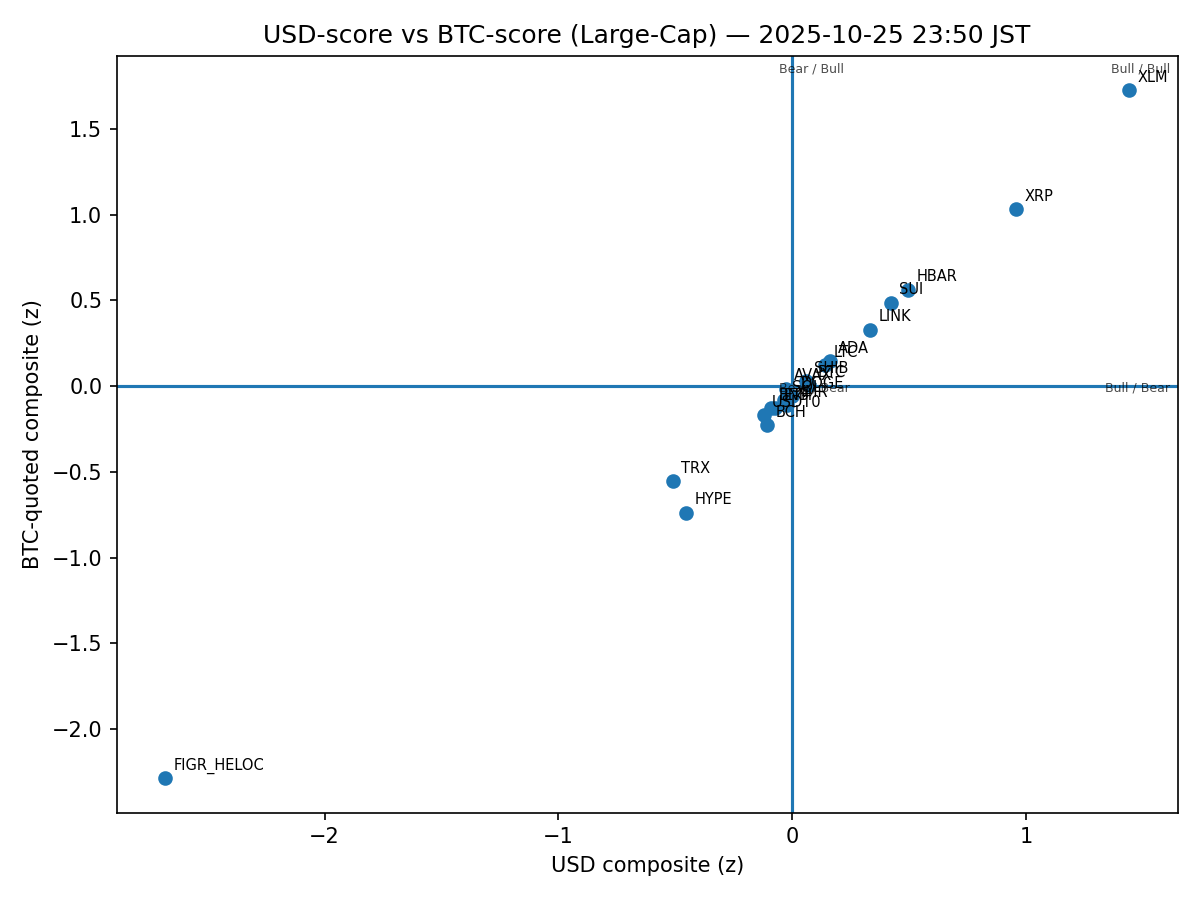 USD-score vs BTC-score (Large-Cap) — 2025-10-25 23:50 JST
Bear / Bull
Bull / Bull
XLM
1.5
XRP
1.0
HBAR
0.5
SUI
LINK
ADA
LTC
SHIB
AVAX
0.0
Bull / Bear
USDT0
BCH
−0.5
TRX
HYPE
−1.0
−1.5
−2.0
FIGR_HELOC
−2
−1
0
1
USD composite (z)
BTC-quoted composite (z)